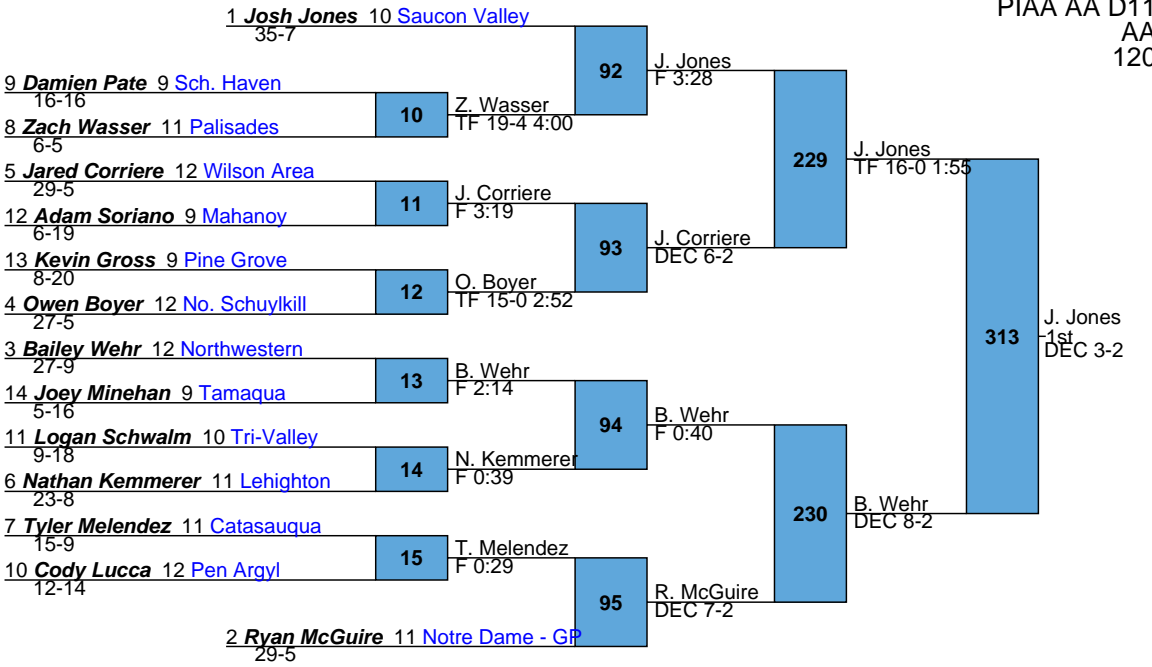 PIAA AA D11
AA
120
1 Josh Jones 10 Saucon Valley
35-7
92
J. Jones
F 3:28
9 Damien Pate 9 Sch. Haven
16-16
10
Z. Wasser
TF 19-4 4:00
8 Zach Wasser 11 Palisades
6-5
229
J. Jones
TF 16-0 1:55
5 Jared Corriere 12 Wilson Area
29-5
11
J. Corriere
F 3:19
12 Adam Soriano 9 Mahanoy
6-19
93
J. Corriere
DEC 6-2
13 Kevin Gross 9 Pine Grove
8-20
12
O. Boyer
TF 15-0 2:52
4 Owen Boyer 12 No. Schuylkill
27-5
313
J. Jones
1st
DEC 3-2
3 Bailey Wehr 12 Northwestern
27-9
13
B. Wehr
F 2:14
14 Joey Minehan 9 Tamaqua
5-16
94
B. Wehr
F 0:40
11 Logan Schwalm 10 Tri-Valley
9-18
14
N. Kemmerer
F 0:39
6 Nathan Kemmerer 11 Lehighton
23-8
230
B. Wehr
DEC 8-2
7 Tyler Melendez 11 Catasauqua
15-9
15
T. Melendez
F 0:29
10 Cody Lucca 12 Pen Argyl
12-14
95
R. McGuire
DEC 7-2
2 Ryan McGuire 11 Notre Dame - GP
29-5